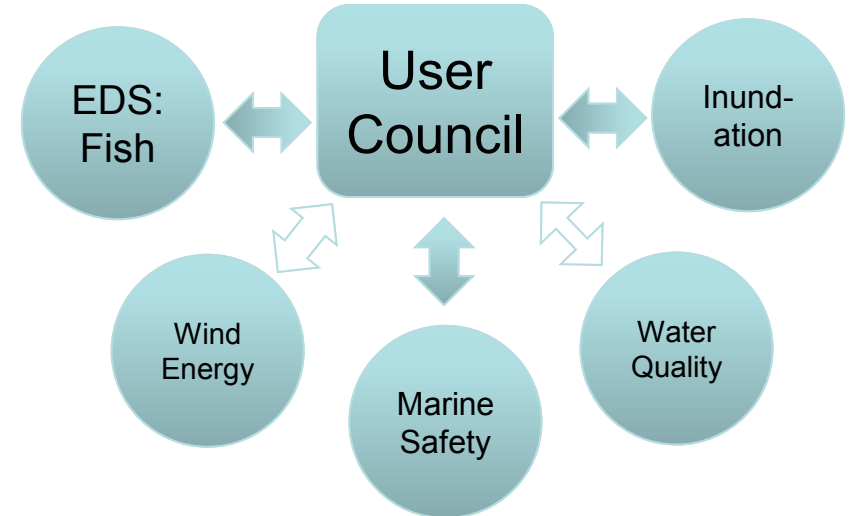 EDS:
Fish
User
Council
Inund-
ation
Wind
Energy
Marine
Safety
Water
Quality